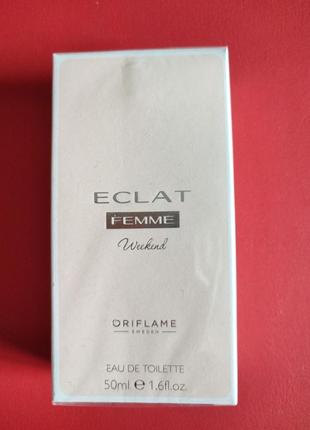 ECLAT
FEMME
Weekend
ORIFLAME
SWEDEN
EAU DE TOILETTE
50ml ℮ 1.6fl.oz.